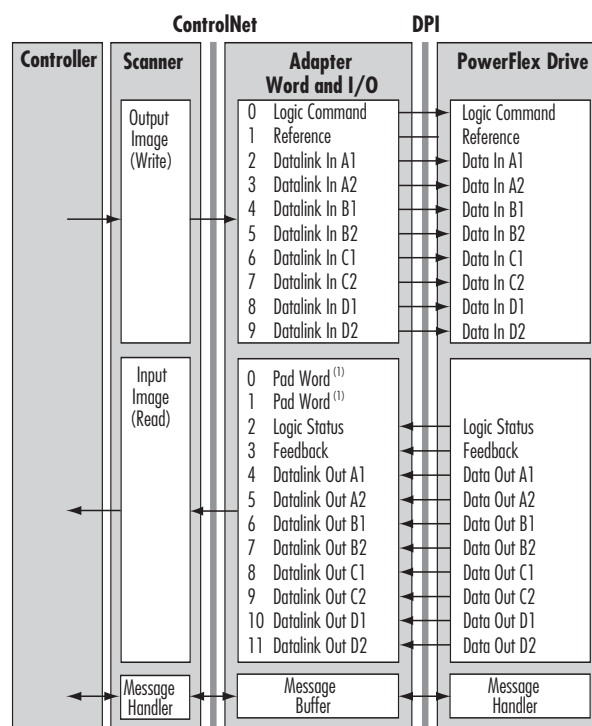 ControlNet DPI
Controller Scanner Adapter PowerFlex Drive
Word and I/O
Output
Image
(Write)
0 Logic Command
1 Reference
2 Datalink In A1
3 Datalink In A2
4 Datalink In B1
5 Datalink In B2
6 Datalink In C1
7 Datalink In C2
8 Datalink In D1
9 Datalink In D2
Logic Command
Reference
Data In A1
Data In A2
Data In B1
Data In B2
Data In C1
Data In C2
Data In D1
Data In D2
Input
Image
(Read)
0 Pad Word (1)
1 Pad Word (1)
2 Logic Status
3 Feedback
4 Datalink Out A1
5 Datalink Out A2
6 Datalink Out B1
7 Datalink Out B2
8 Datalink Out C1
9 Datalink Out C2
10 Datalink Out D1
11 Datalink Out D2
Logic Status
Feedback
Data Out A1
Data Out A2
Data Out B1
Data Out B2
Data Out C1
Data Out C2
Data Out D1
Data Out D2
Message
Handler
Message
Buffer
Message
Handler